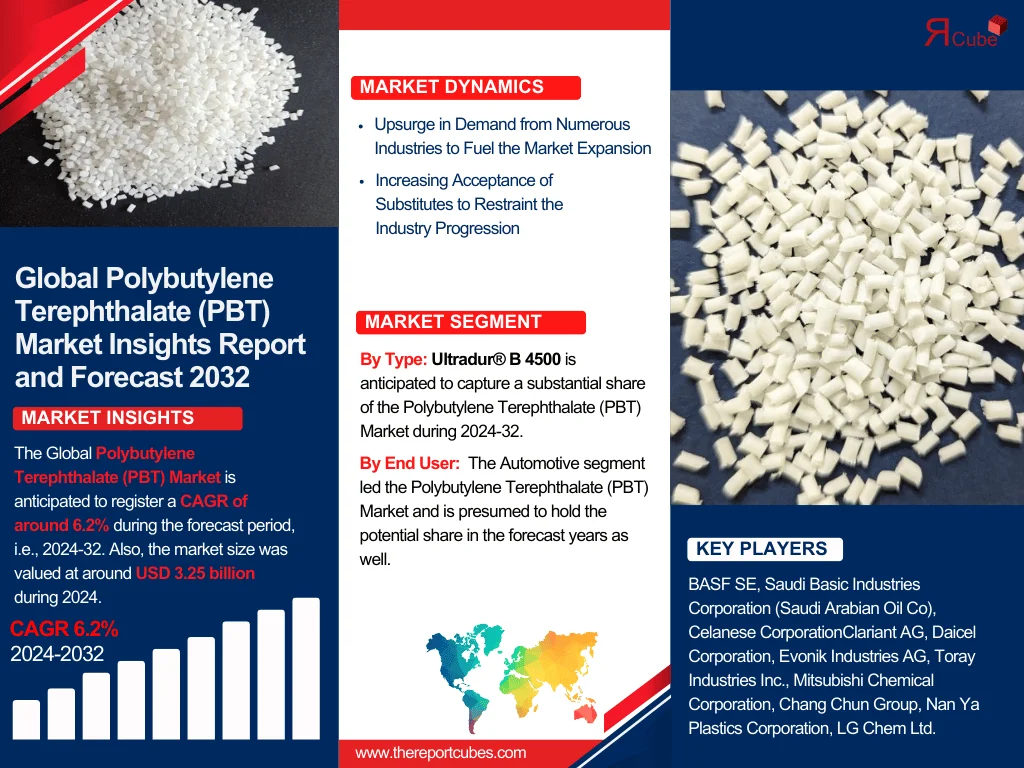 Global Polybutylene
Terephthalate (PBT)
Market Insights Report
and Forecast 2032
MARKET INSIGHTS
The Global Polybutylene
Terephthalate (PBT) Market is
anticipated to register a CAGR of
around 6.2% during the forecast period,
i.e., 2024-32. Also, the market size was
valued at around USD 3.25 billion
during 2024.
CAGR 6.2%
2024-2032
MARKET DYNAMICS
• Upsurge in Demand from Numerous
Industries to Fuel the Market Expansion
• Increasing Acceptance of
Substitutes to Restraint the
Industry Progression
MARKET SEGMENT
By Type: Ultradur® B 4500 is
anticipated to capture a substantial share
of the Polybutylene Terephthalate (PBT)
Market during 2024-32.
By End User: The Automotive segment
led the Polybutylene Terephthalate (PBT)
Market and is presumed to hold the
potential share in the forecast years as
well.
www.thereportcubes.com
ЯCube
KEY PLAYERS
BASF SE, Saudi Basic Industries
Corporation (Saudi Arabian Oil Co),
Celanese CorporationClariant AG, Daicel
Corporation, Evonik Industries AG, Toray
Industries Inc., Mitsubishi Chemical
Corporation, Chang Chun Group, Nan Ya
Plastics Corporation, LG Chem Ltd.